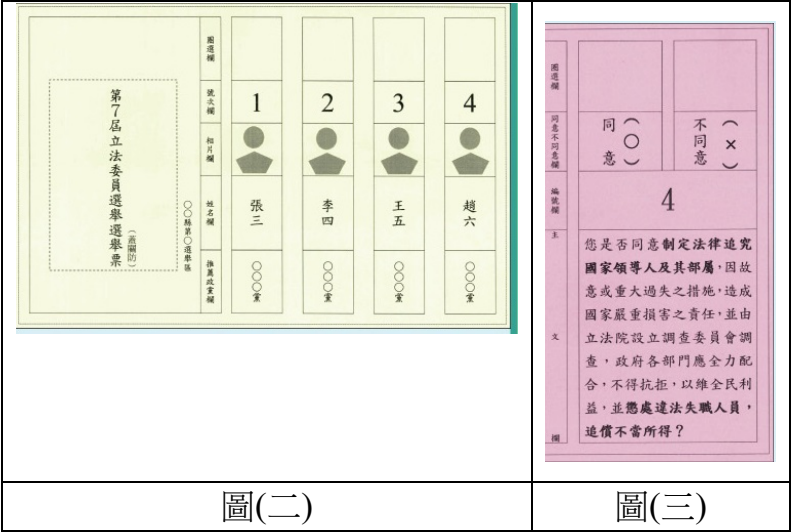 第7屆立法委員選舉選舉票
（蓋關防）
○○縣第○選舉區
圈選欄
號次欄
相片欄
姓名欄
推薦政黨欄
1
張三
○○○黨
2
李四
○○○黨
3
王五
○○○黨
4
趙六
○○○黨
圈選欄
同意不同意欄
編號欄
主文欄
同意（○）
不同意（×）
4
您是否同意制定法律追究
國家領導人及其部屬，因故
意或重大過失之措施，造成
國家嚴重損害之責任，並由
立法院設立調查委員會調
查，政府各部門應全力配
合，不得抗拒，以維全民利
益，並懲處違法失職人員，
追償不當所得？
圖(二)
圖(三)